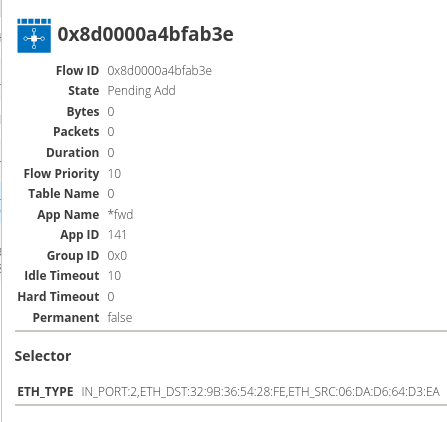 0x8d0000a4bfab3e
Flow ID 0x8d0000a4bfab3e
State Pending Add
Bytes 0
Packets 0
Duration 0
Flow Priority 10
Table Name 0
App Name *fwd
App ID 141
Group ID 0x0
Idle Timeout 10
Hard Timeout 0
Permanent false
Selector
ETH_TYPE IN_PORT:2,ETH_DST:32:9B:36:54:28:FE,ETH_SRC:06:DA:D6:64:D3:EA